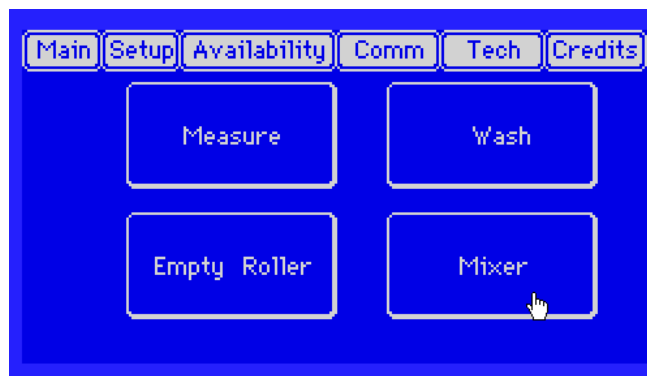 Main Setup Availability Comm Tech Credits
Measure Wash
Empty Roller Mixer